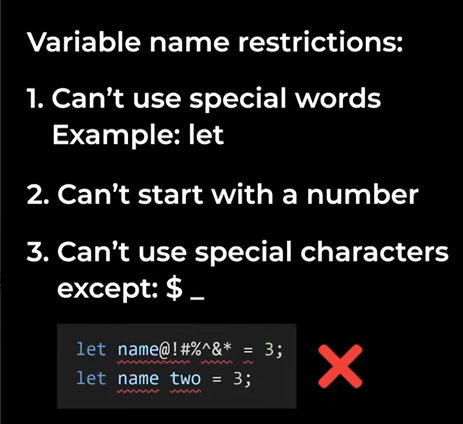 Variable name restrictions:
1. Can't use special words
Example: let
2. Can't start with a number
3. Can't use special characters
except: $ _
let name@!#%^&* = 3;
let name two = 3;